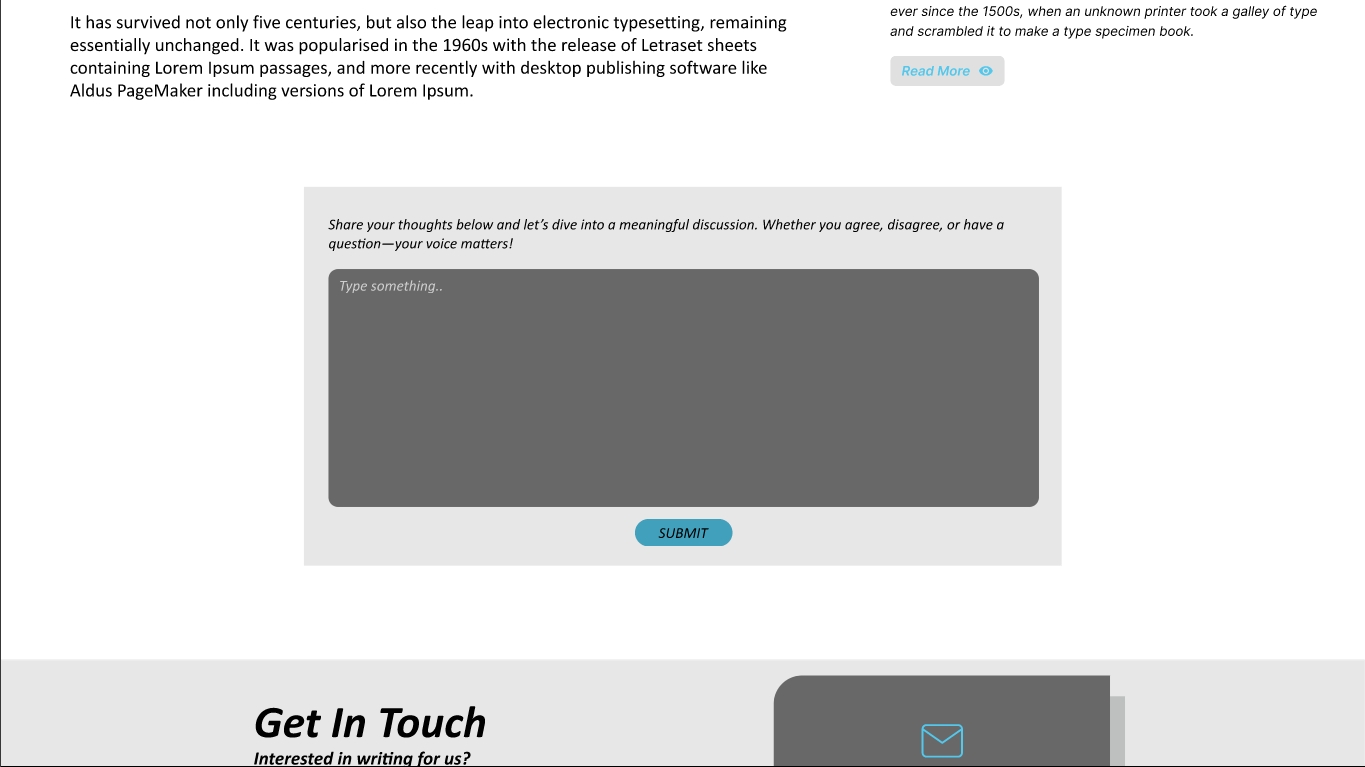 It has survived not only five centuries, but also the leap into electronic typesetting, remaining
essentially unchanged. It was popularised in the 1960s with the release of Letraset sheets
containing Lorem Ipsum passages, and more recently with desktop publishing software like
Aldus PageMaker including versions of Lorem Ipsum.
ever since the 1500s, when an unknown printer took a galley of type
and scrambled it to make a type specimen book.
Read More
Share your thoughts below and let’s dive into a meaningful discussion. Whether you agree, disagree, or have a
question—your voice matters!
Type something..
SUBMIT
Get In Touch
Interested in writing for us?